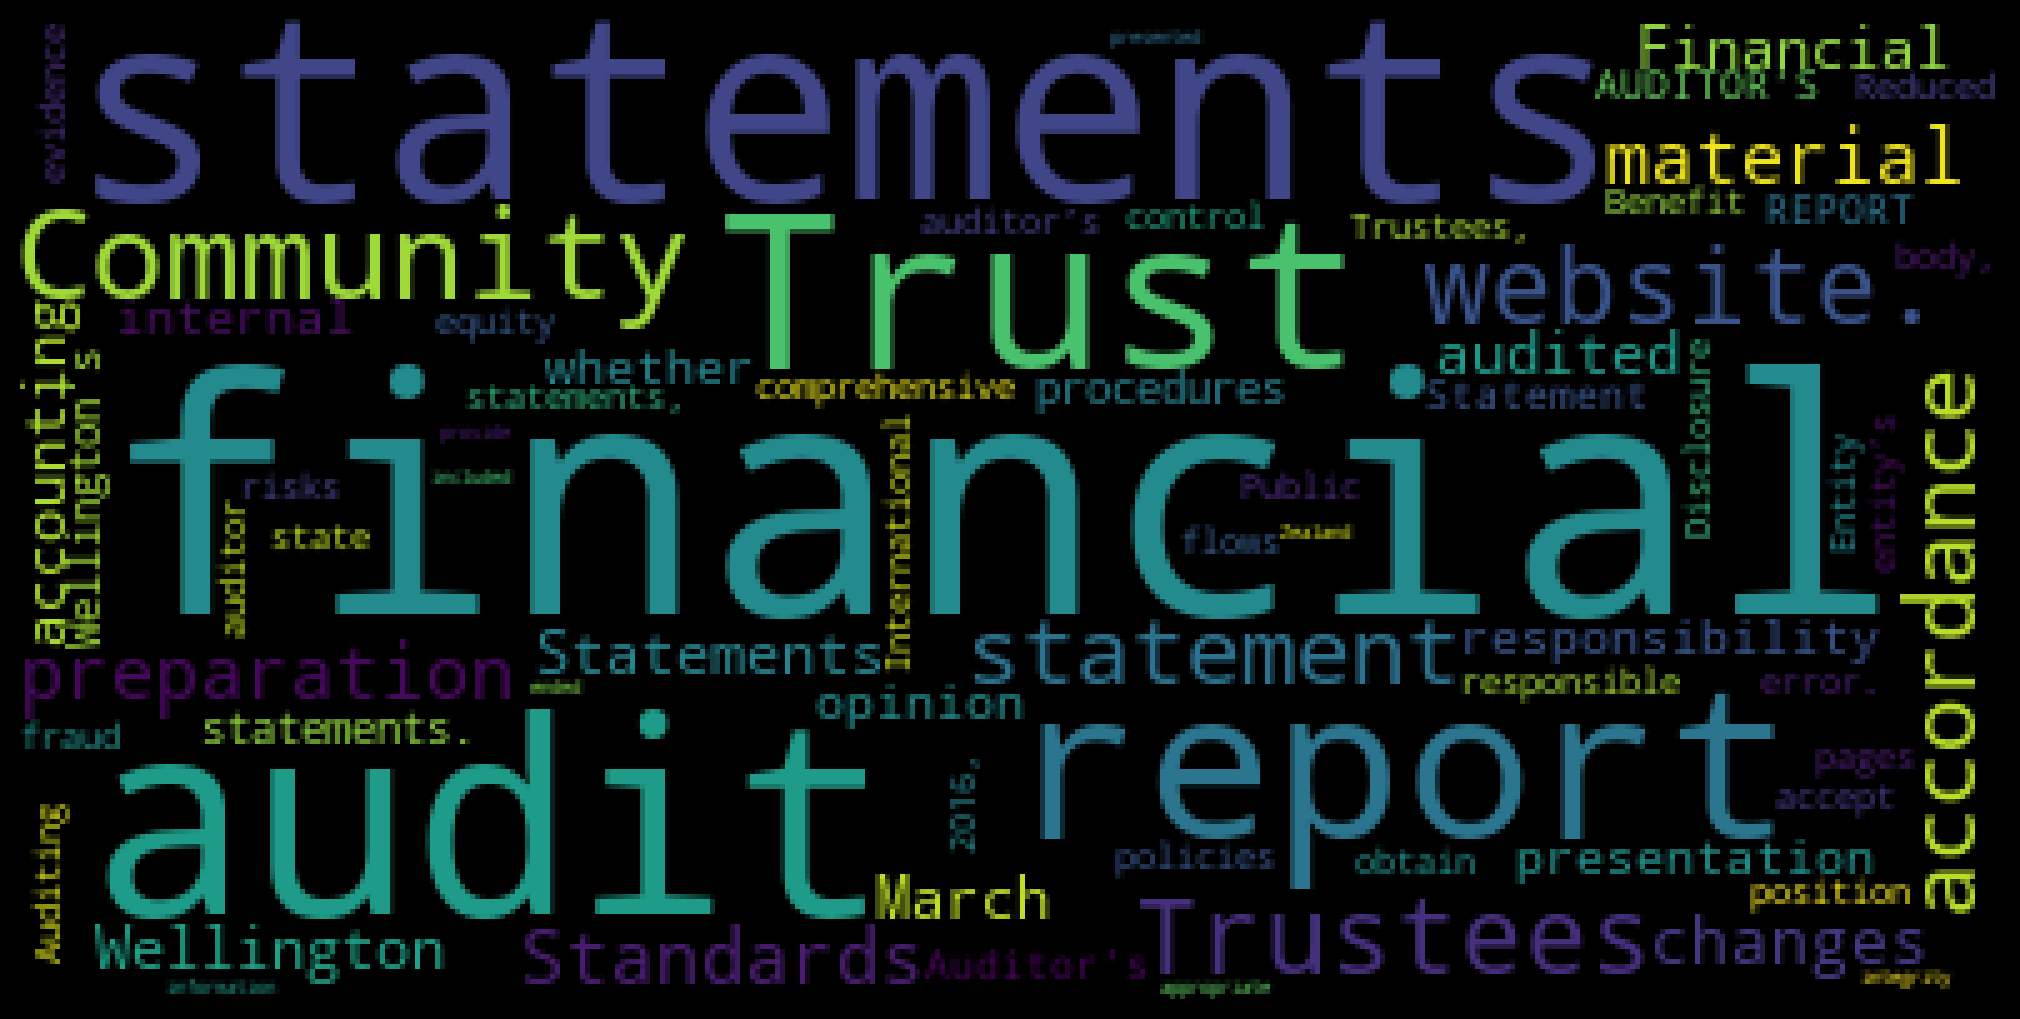 presented
statements
Financial
evidence
AUDITOR's
Reduced
material
Benefit
REPORT
Community
Trust
auditor's
control
Trustees,
website.
body,
internal
equity
accounting
Wellington's
whether
audited
statements,
comprehensive
procedures
Statement
Disclosure
financial
accordance
provide
included
risks
state
auditor
International
Public
flows
Zealand
Entity
entity's
Statements
statement
responsibility
preparation
ended
responsible
error.
opinion
fraud
statements.
audit
report
2016,
pages
accept
Auditing
policies
obtain
presentation
March
position
Wellington
Standards
Auditor's
Trustees
changes
information
appropriate
integrity